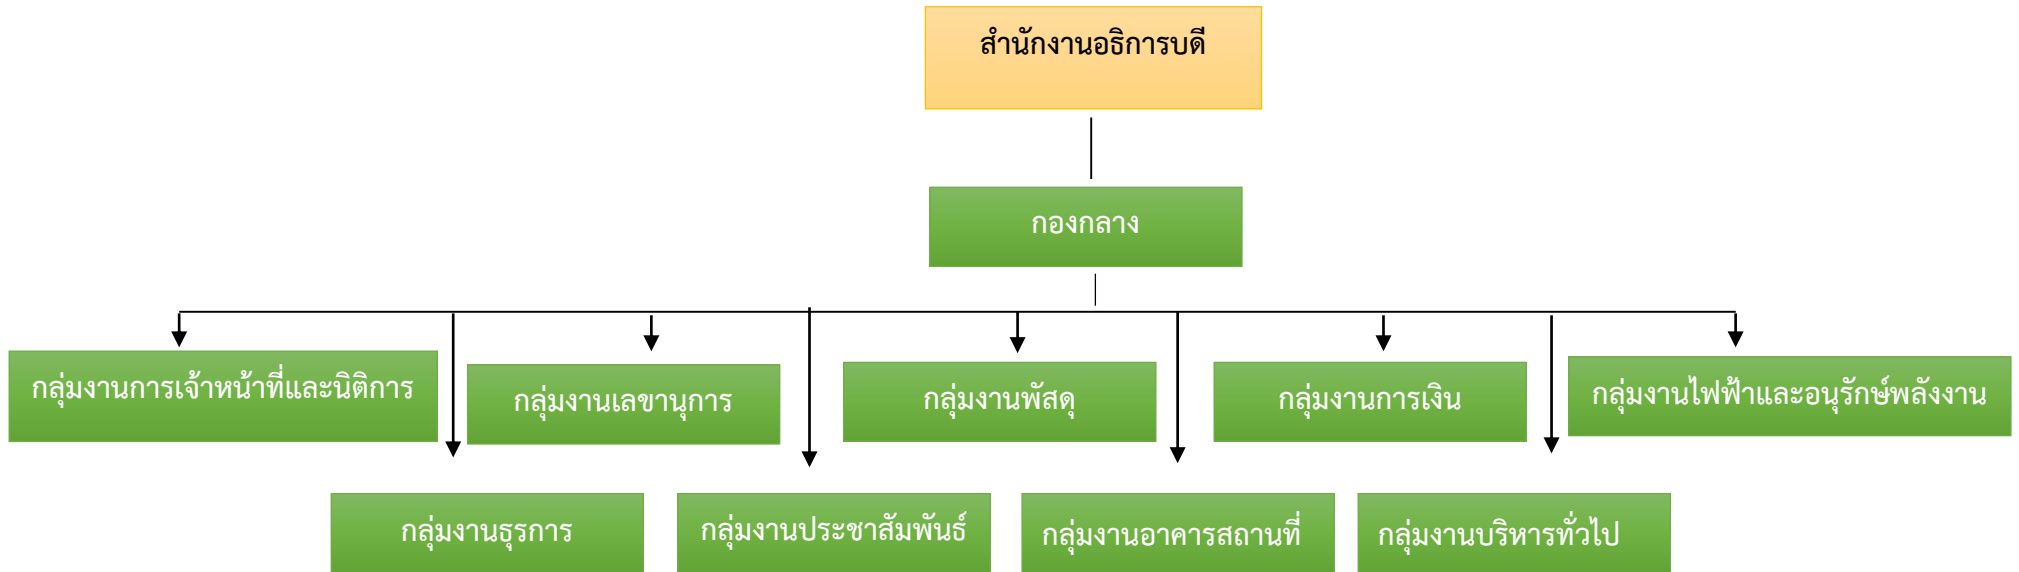 สำนักงานอธิการบดี
กองกลาง
กลุ่มงานการเจ้าหน้าที่และนิติการ
กลุ่มงานเลขานุการ
กลุ่มงานพัสดุ
กลุ่มงานการเงิน
กลุ่มงานไฟฟ้าและอนุรักษ์พลังงาน
กลุ่มงานธุรการ
กลุ่มงานประชาสัมพันธ์
กลุ่มงานอาคารสถานที่
กลุ่มงานบริหารทั่วไป